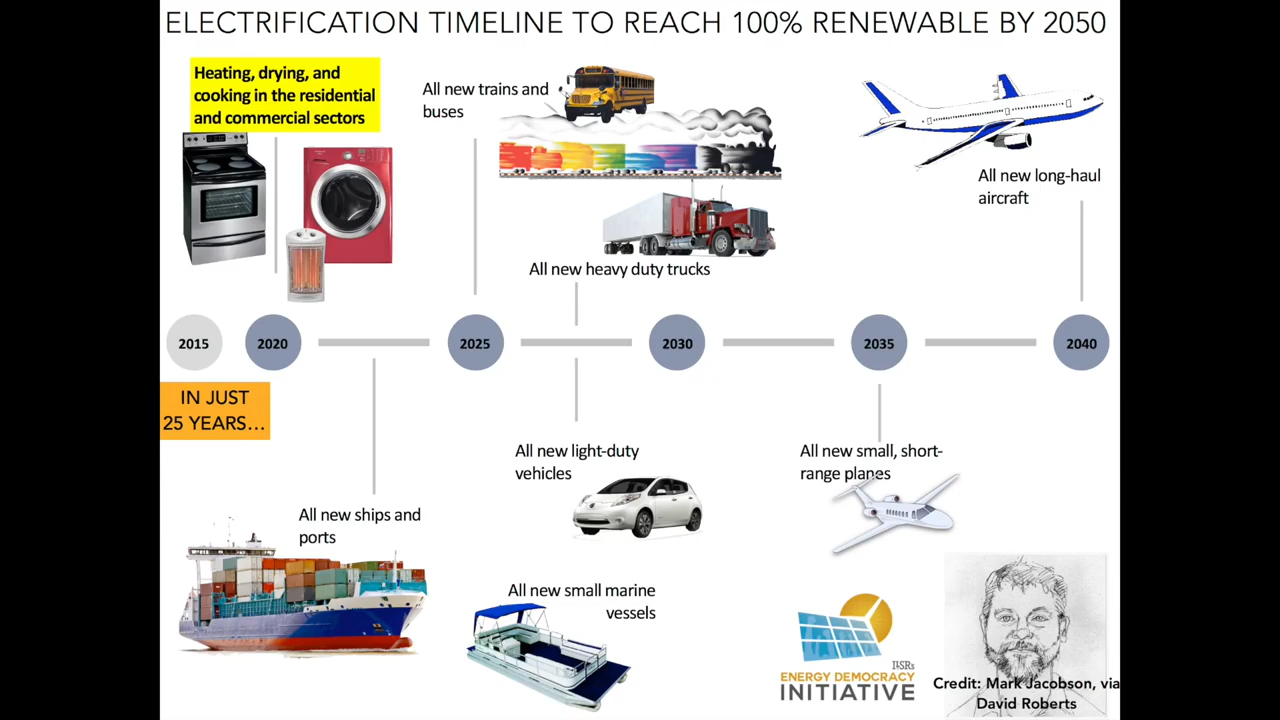 ELECTRIFICATION TIMELINE TO REACH 100% RENEWABLE BY 2050
Heating, drying, and
cooking in the residential
and commercial sectors
All new trains and
buses
All new long-haul
aircraft
All new heavy duty trucks
2015
2020
2025
2030
2035
2040
IN JUST
25 YEARS...
All new light-duty
vehicles
All new small, short-
range planes
All new ships and
ports
All new small marine
vessels
ILSRs
ENERGY DEMOCRACY
INITIATIVE
Credit: Mark Jacobson, via
David Roberts